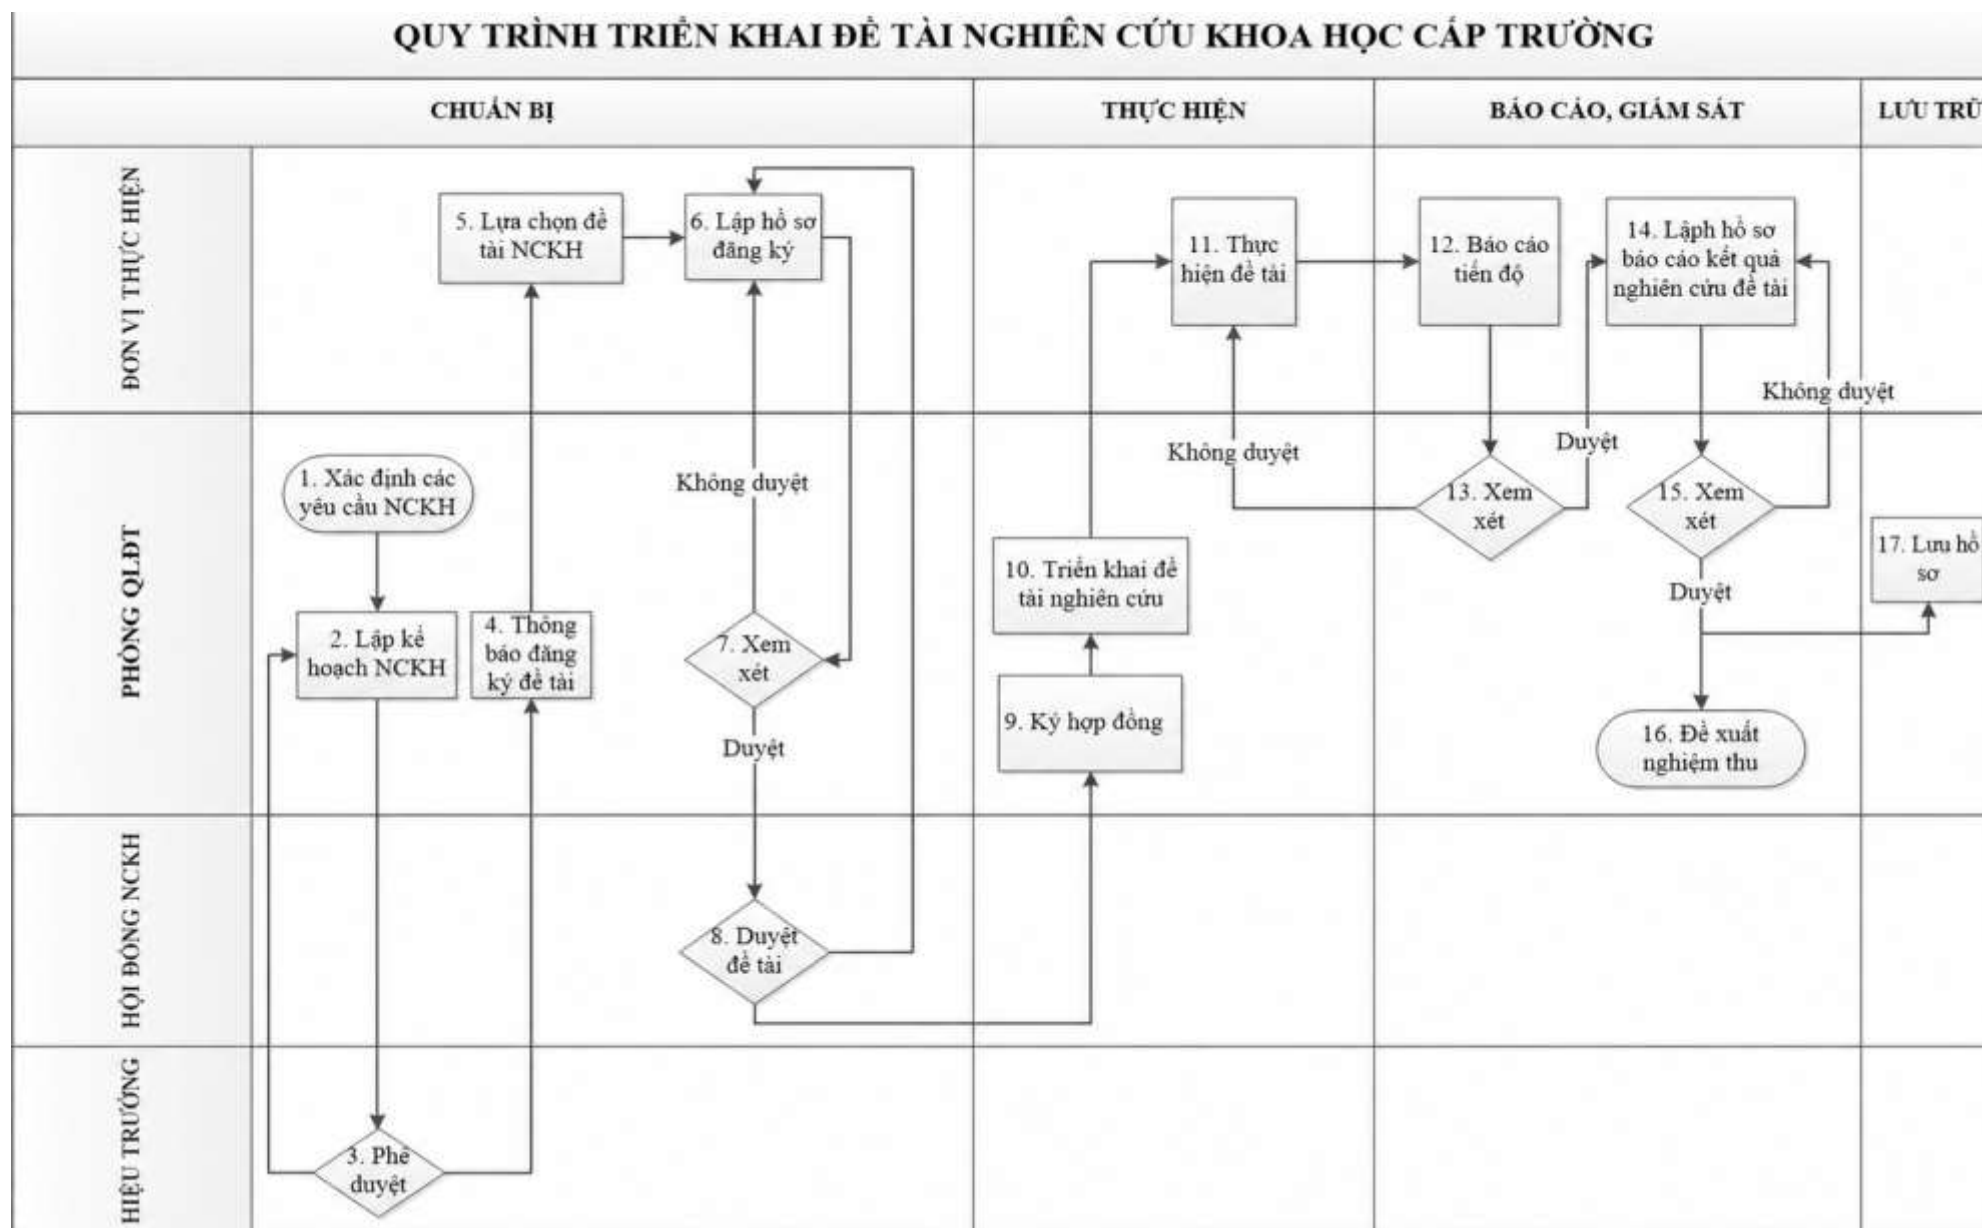 QUY TRÌNH TRIỂN KHAI ĐỀ TÀI NGHIÊN CỨU KHOA HỌC CẤP TRƯỜNG
CHUẨN BỊ
THỰC HIỆN
BÁO CÁO, GIÁM SÁT
LƯU TRỮ
ĐƠN VỊ THỰC HIỆN
5. Lựa chọn đề
tài NCKH
6. Lập hồ sơ
đăng ký
11. Thực
hiện đề tài
12. Báo cáo
tiến độ
14. Lâph hồ sơ
báo cáo kết quả
nghiên cứu đề tài
Không duyệt
PHÒNG QLĐT
1. Xác định các
yêu cầu NCKH
2. Lập kế
hoạch NCKH
4. Thông
báo đăng
ký đề tài
Không duyệt
7. Xem
xét
Duyệt
9. Ký hợp đồng
10. Triển khai đề
tài nghiên cứu
Không duyệt
13. Xem
xét
Duyệt
15. Xem
xét
Duyệt
16. Đề xuất
nghiệm thu
17. Lưu hồ
sơ
HỘI ĐỒNG NCKH
8. Duyệt
đề tài
HIỆU TRƯỞNG
3. Phê
duyệt